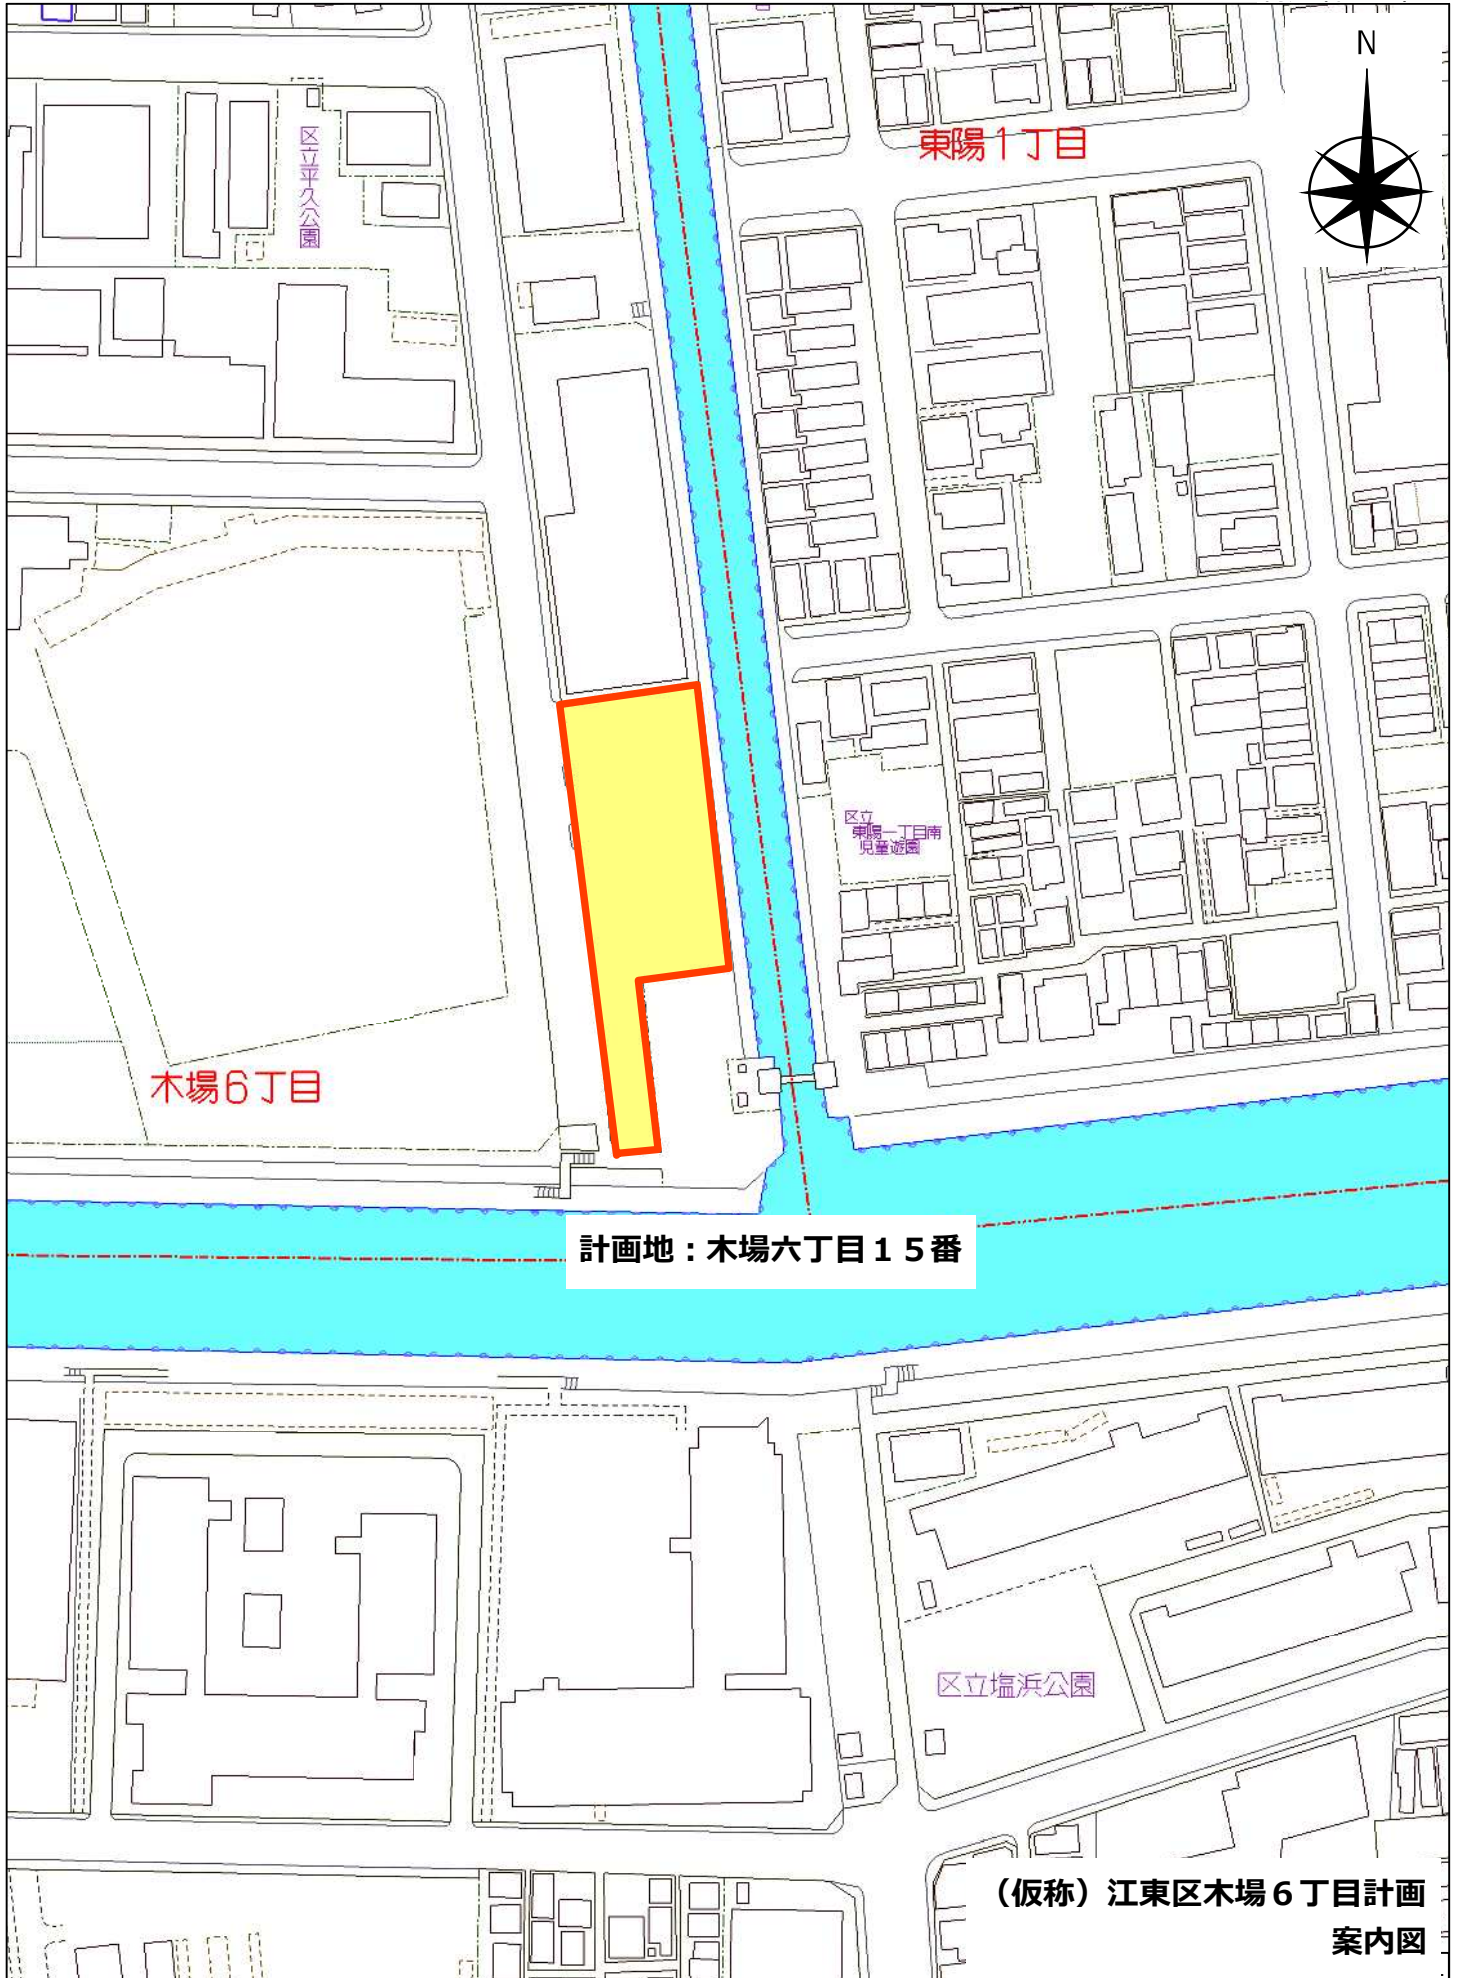 N
東陽1丁目
区立平久公園
区立
東陽一丁目南
児童遊園
木場6丁目
計画地：木場六丁目１５番
区立塩浜公園
（仮称）江東区木場６丁目計画
案内図